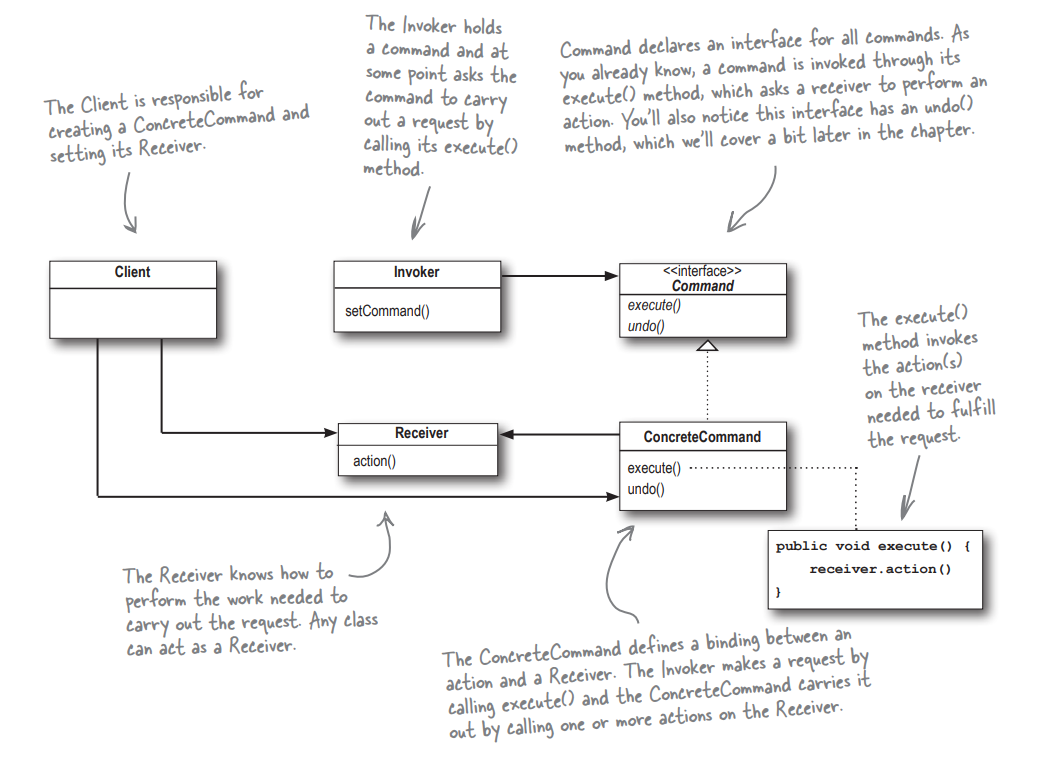 The Client is responsible for
creating a ConcreteCommand and
setting its Receiver.
The Invoker holds
a command and at
some point asks the
command to carry
out a request by
calling its execute()
method.
Command declares an interface for all commands. As
you already know, a command is invoked through its
execute() method, which asks a receiver to perform an
action. You'll also notice this interface has an undo()
method, which we'll cover a bit later in the chapter.
Client
Invoker
setCommand()
<<interface>>
Command
execute()
undo()
The execute()
method invokes
the action(s)
on the receiver
needed to fulfill
the request.
Receiver
action()
ConcreteCommand
execute()
undo()
public void execute() {
receiver.action()
}
The Receiver knows how to
perform the work needed to
carry out the request. Any class
can act as a Receiver.
The ConcreteCommand defines a binding between an
action and a Receiver. The Invoker makes a request by
calling execute() and the ConcreteCommand carries it
out by calling one or more actions on the Receiver.